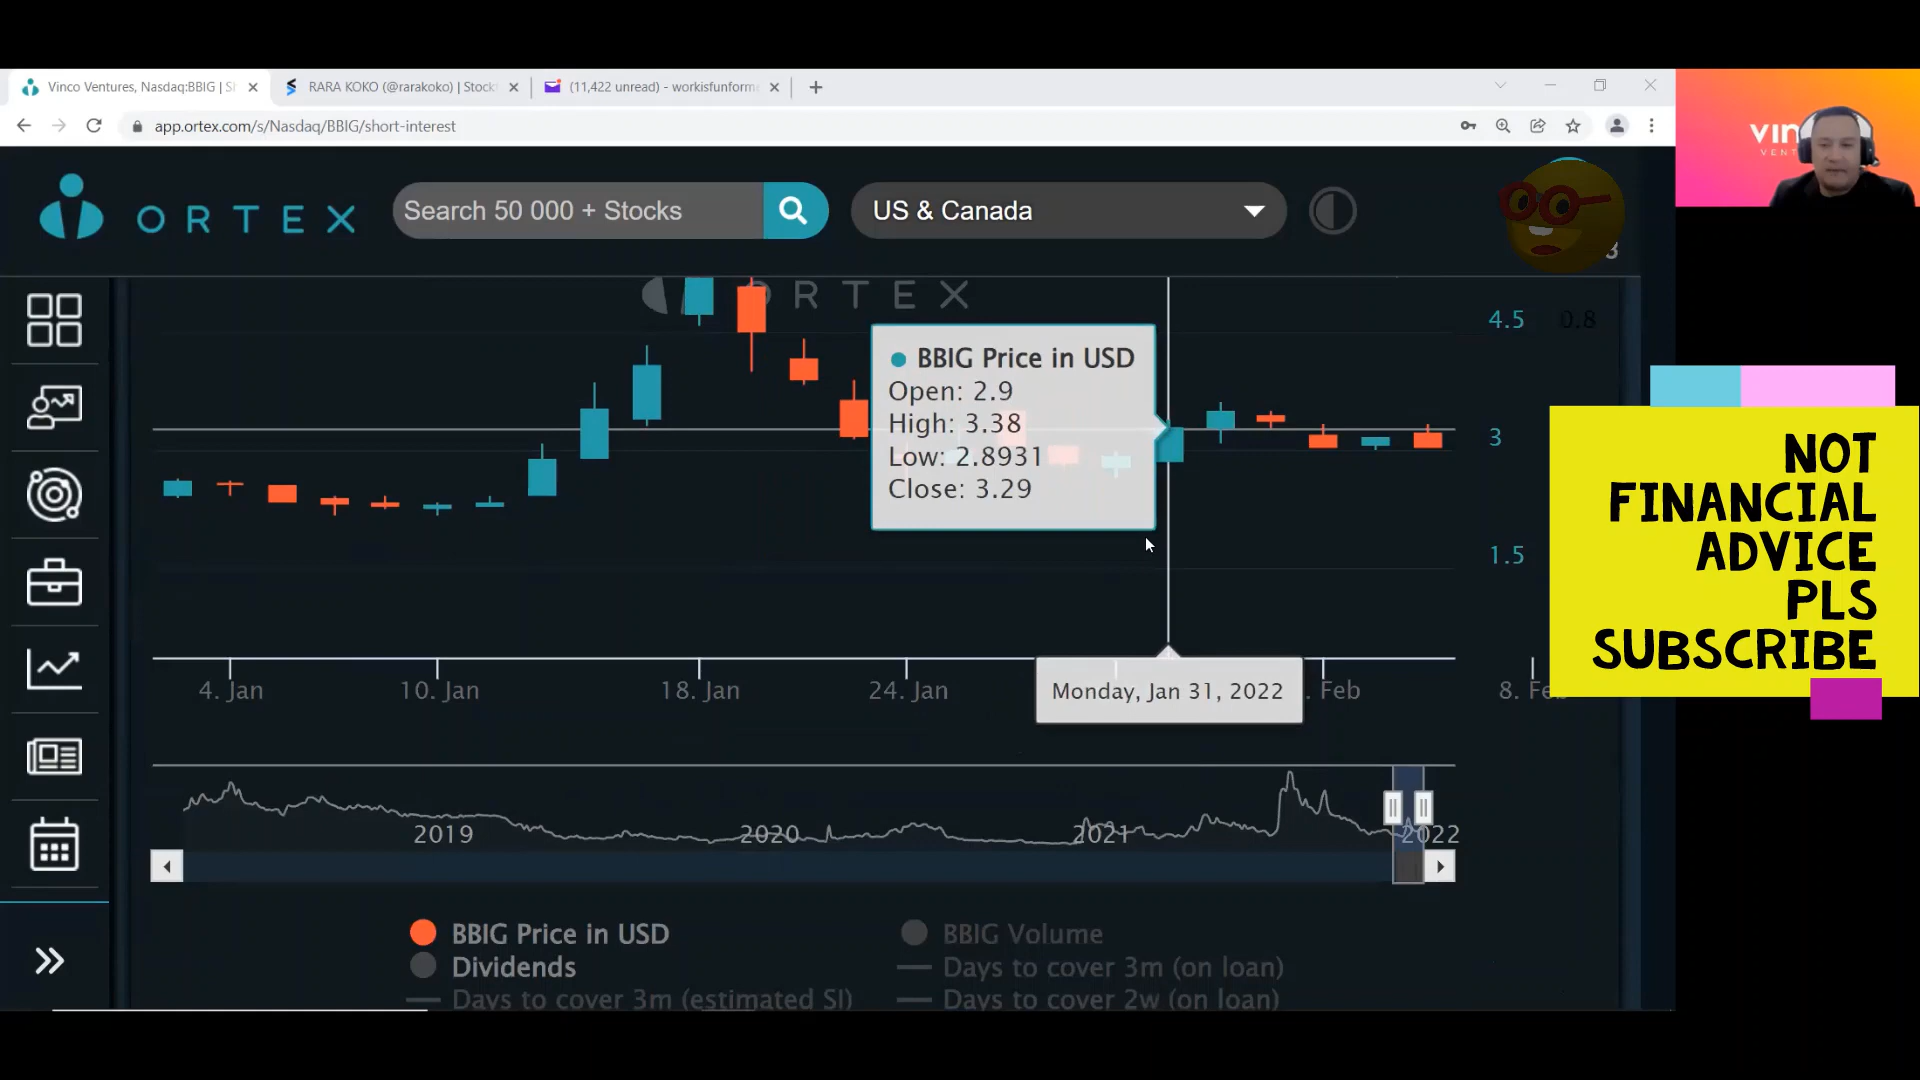 Vinco Ventures, Nasdaq:BBIG | S
RARA KOKO (@rarakoko) | Stock
(11,422 unread) - workisfunform
app.ortex.com/s/Nasdaq/BBIG/short-interest
ORTEX
Search 50 000 + Stocks
US & Canada
ORTEX
BBIG Price in USD
Open: 2.9
High: 3.38
Low: 2.8931
Close: 3.29
4.5
0.8
3
1.5
4. Jan
10. Jan
18. Jan
24. Jan
Monday, Jan 31, 2022
. Feb
8. Fe
2019
2020
2021
2022
BBIG Price in USD
BBIG Volume
Dividends
Days to cover 3m (on loan)
Days to cover 3m (estimated SI)
Days to cover 2w (on loan)
NOT
FINANCIAL
ADVICE
PLS
SUBSCRIBE